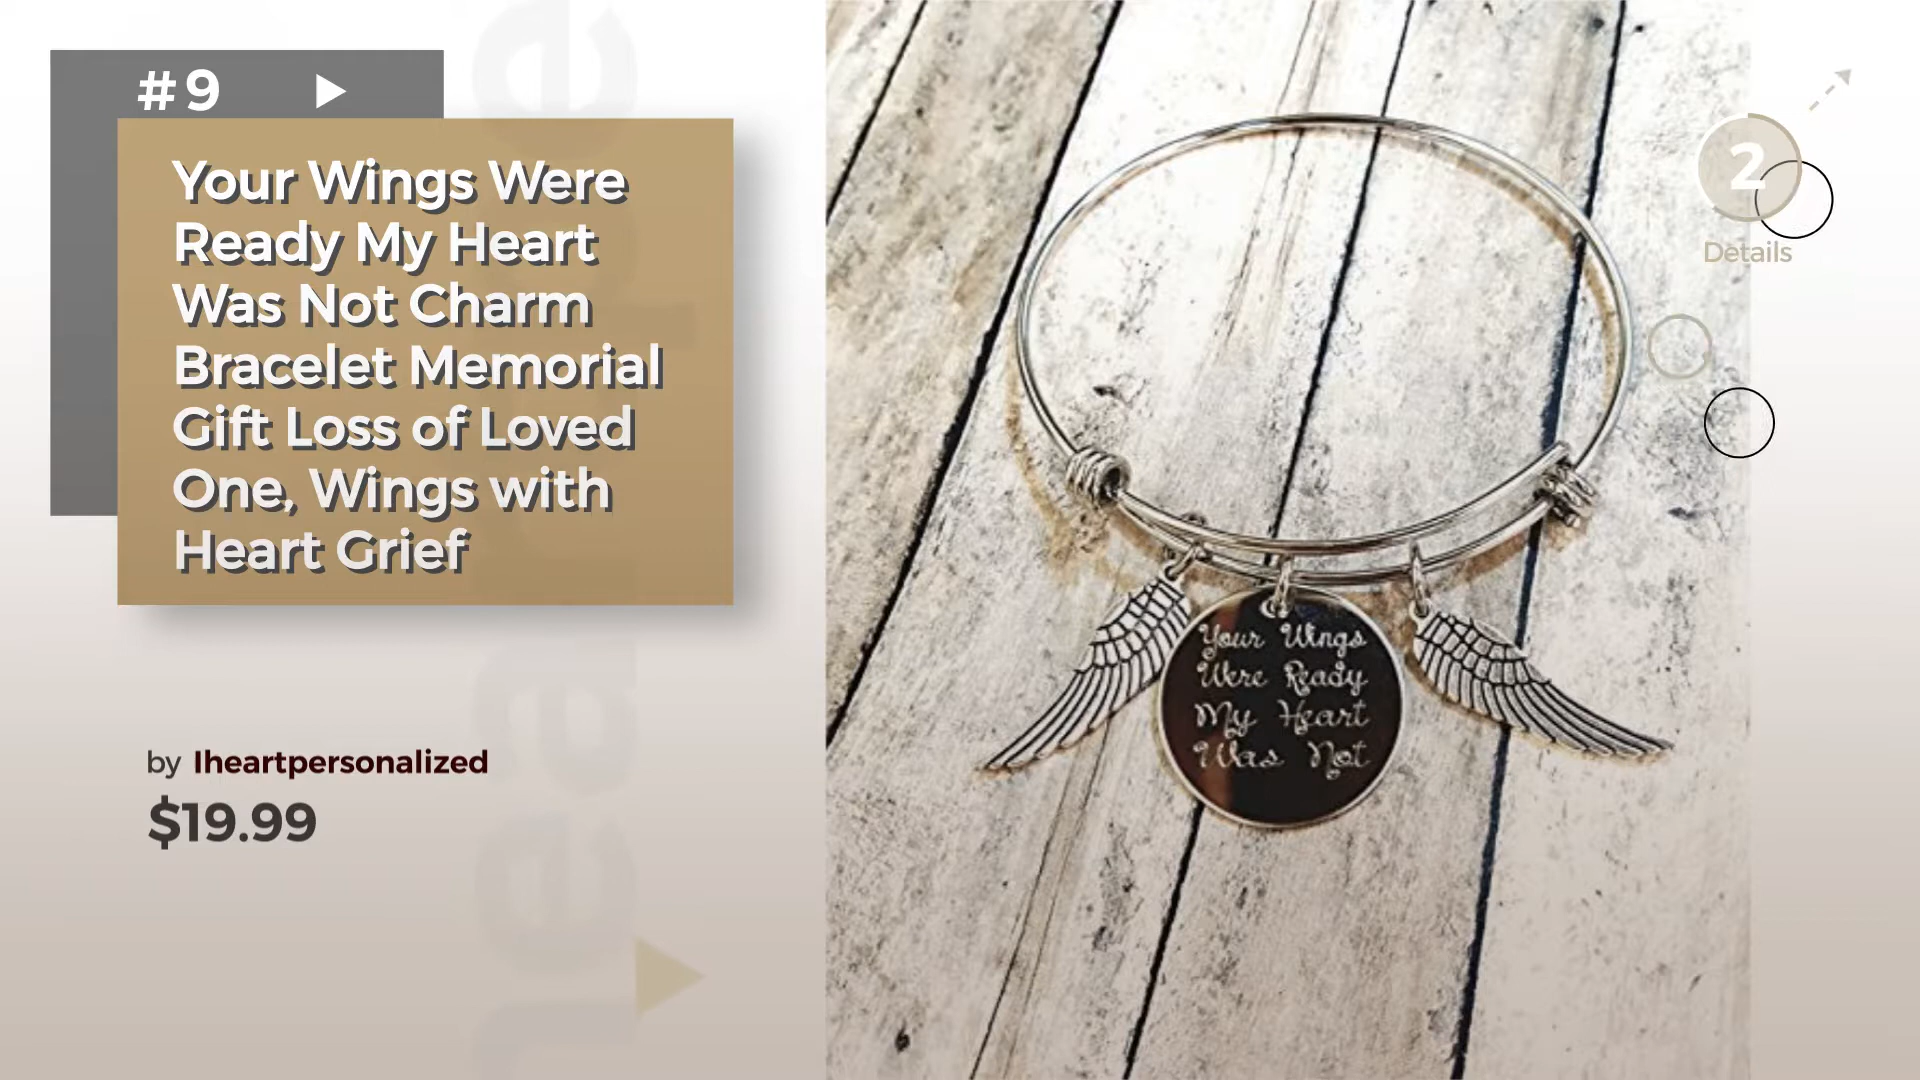 #9
Your Wings Were
Ready My Heart
Was Not Charm
Bracelet Memorial
Gift Loss of Loved
One, Wings with
Heart Grief
by Iheartpersonalized
$19.99
2
Details
Your Wings
Were Ready
My Heart
Was Not